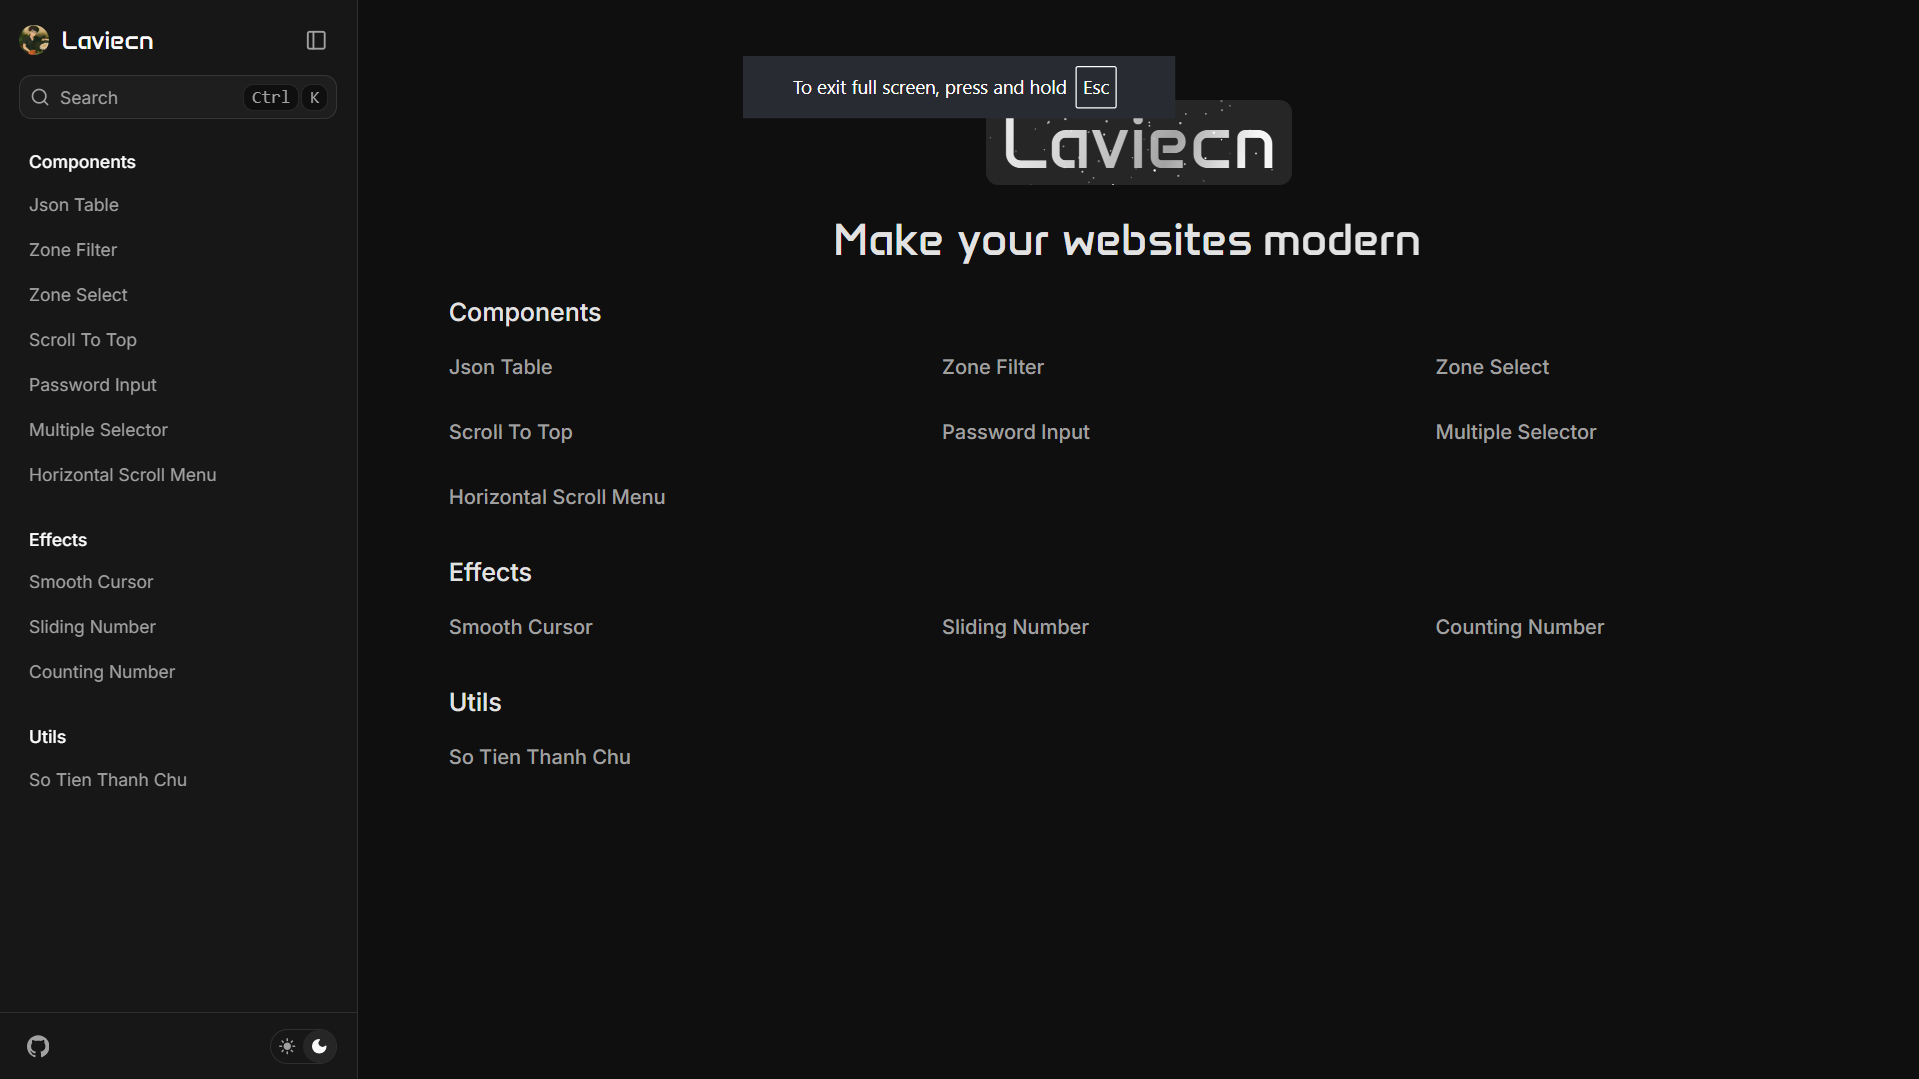 Laviecn
Search Ctrl K
Components
Json Table
Zone Filter
Zone Select
Scroll To Top
Password Input
Multiple Selector
Horizontal Scroll Menu
Effects
Smooth Cursor
Sliding Number
Counting Number
Utils
So Tien Thanh Chu
To exit full screen, press and hold Esc
Laviecn
Make your websites modern
Components
Json Table Zone Filter Zone Select
Scroll To Top Password Input Multiple Selector
Horizontal Scroll Menu
Effects
Smooth Cursor Sliding Number Counting Number
Utils
So Tien Thanh Chu